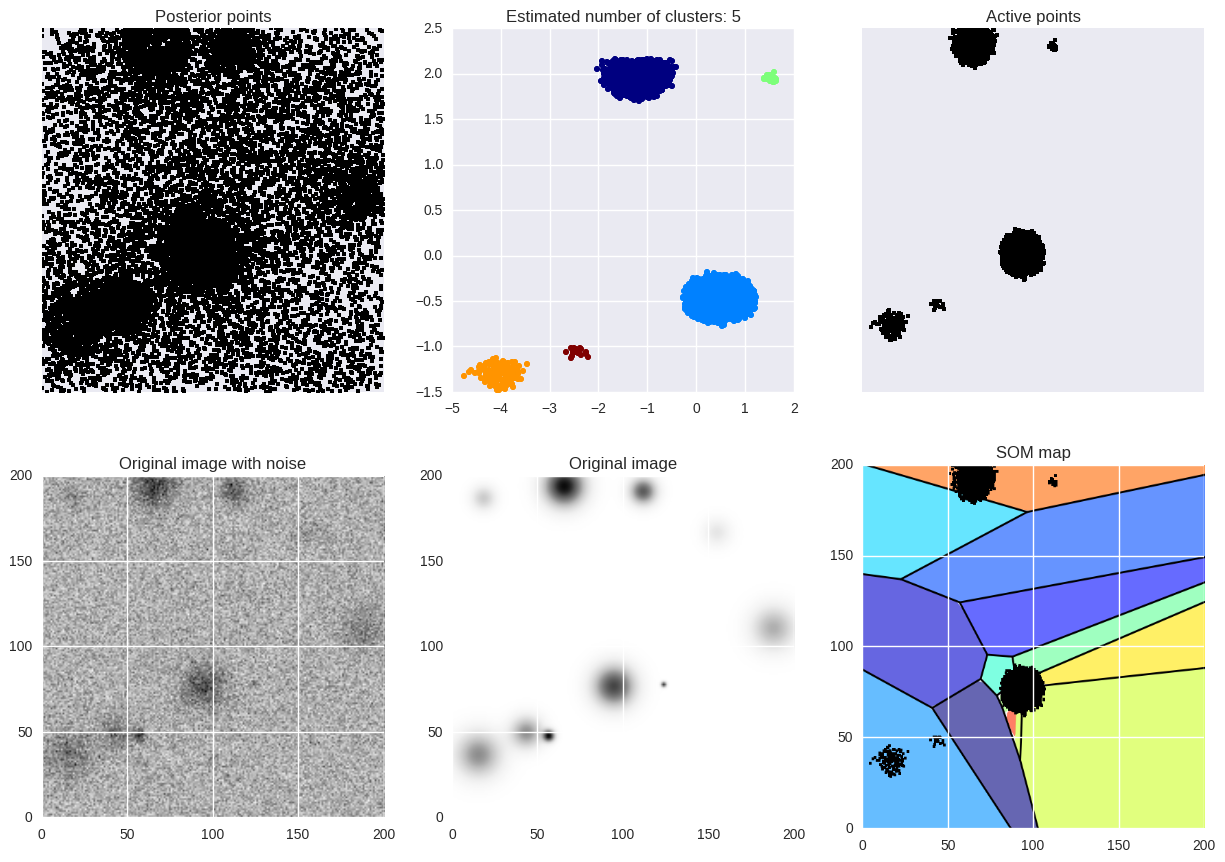 Posterior points
Estimated number of clusters: 5
Active points
2.5
2.0
1.5
1.0
0.5
0.0
−0.5
−1.0
−1.5
−5 −4 −3 −2 −1 0 1 2
Original image with noise
Original image
SOM map
200
150
100
50
0
0 50 100 150 200
200
150
100
50
0
0 50 100 150 200
200
150
100
50
0
0 50 100 150 200